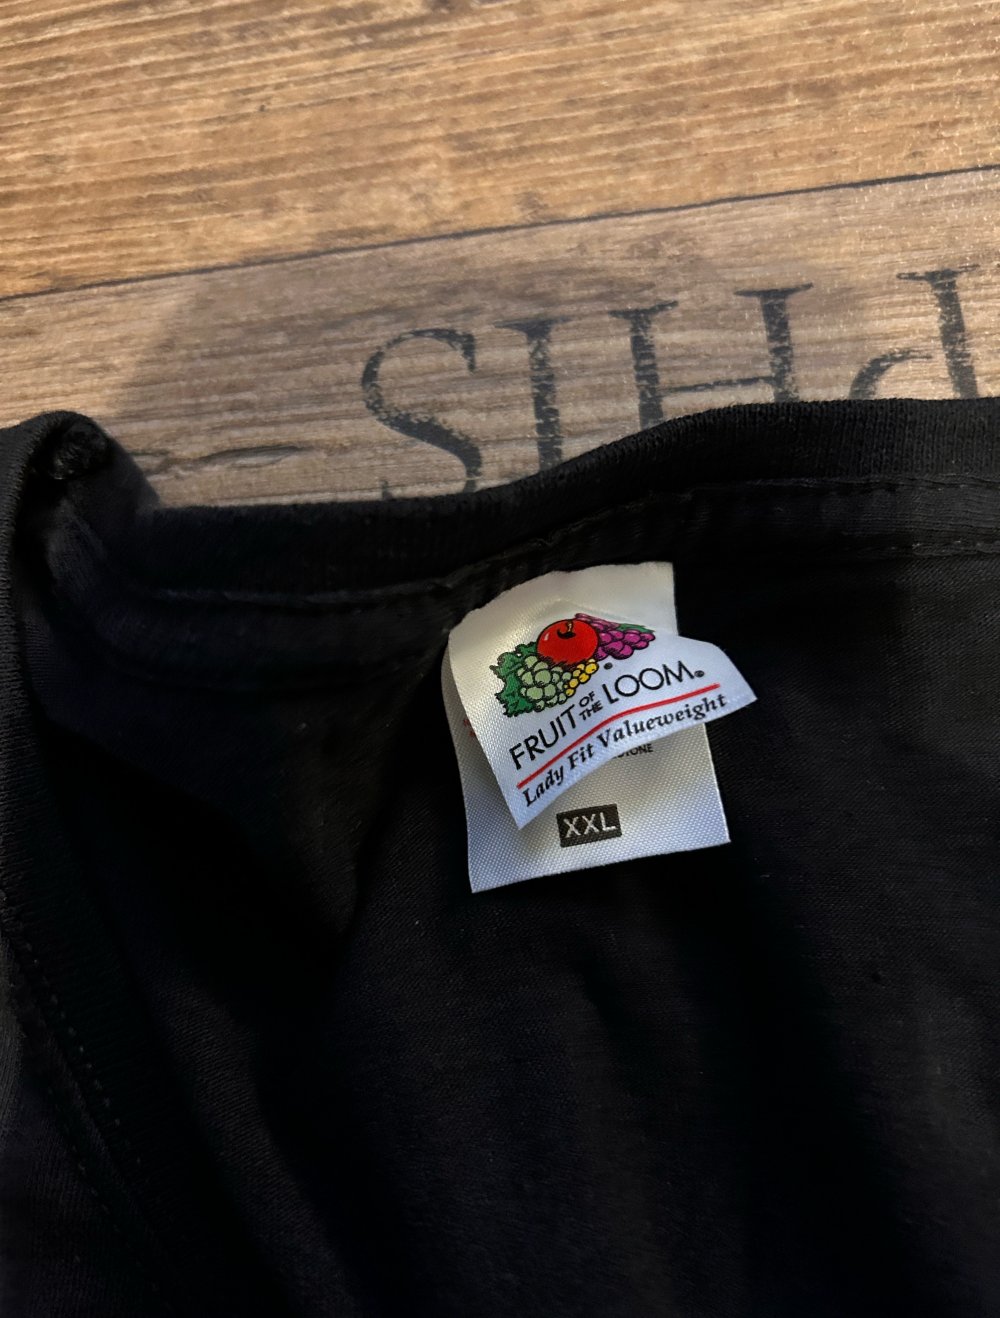 FRUIT OF THE LOOM®
Lady Fit Valueweight
XXL